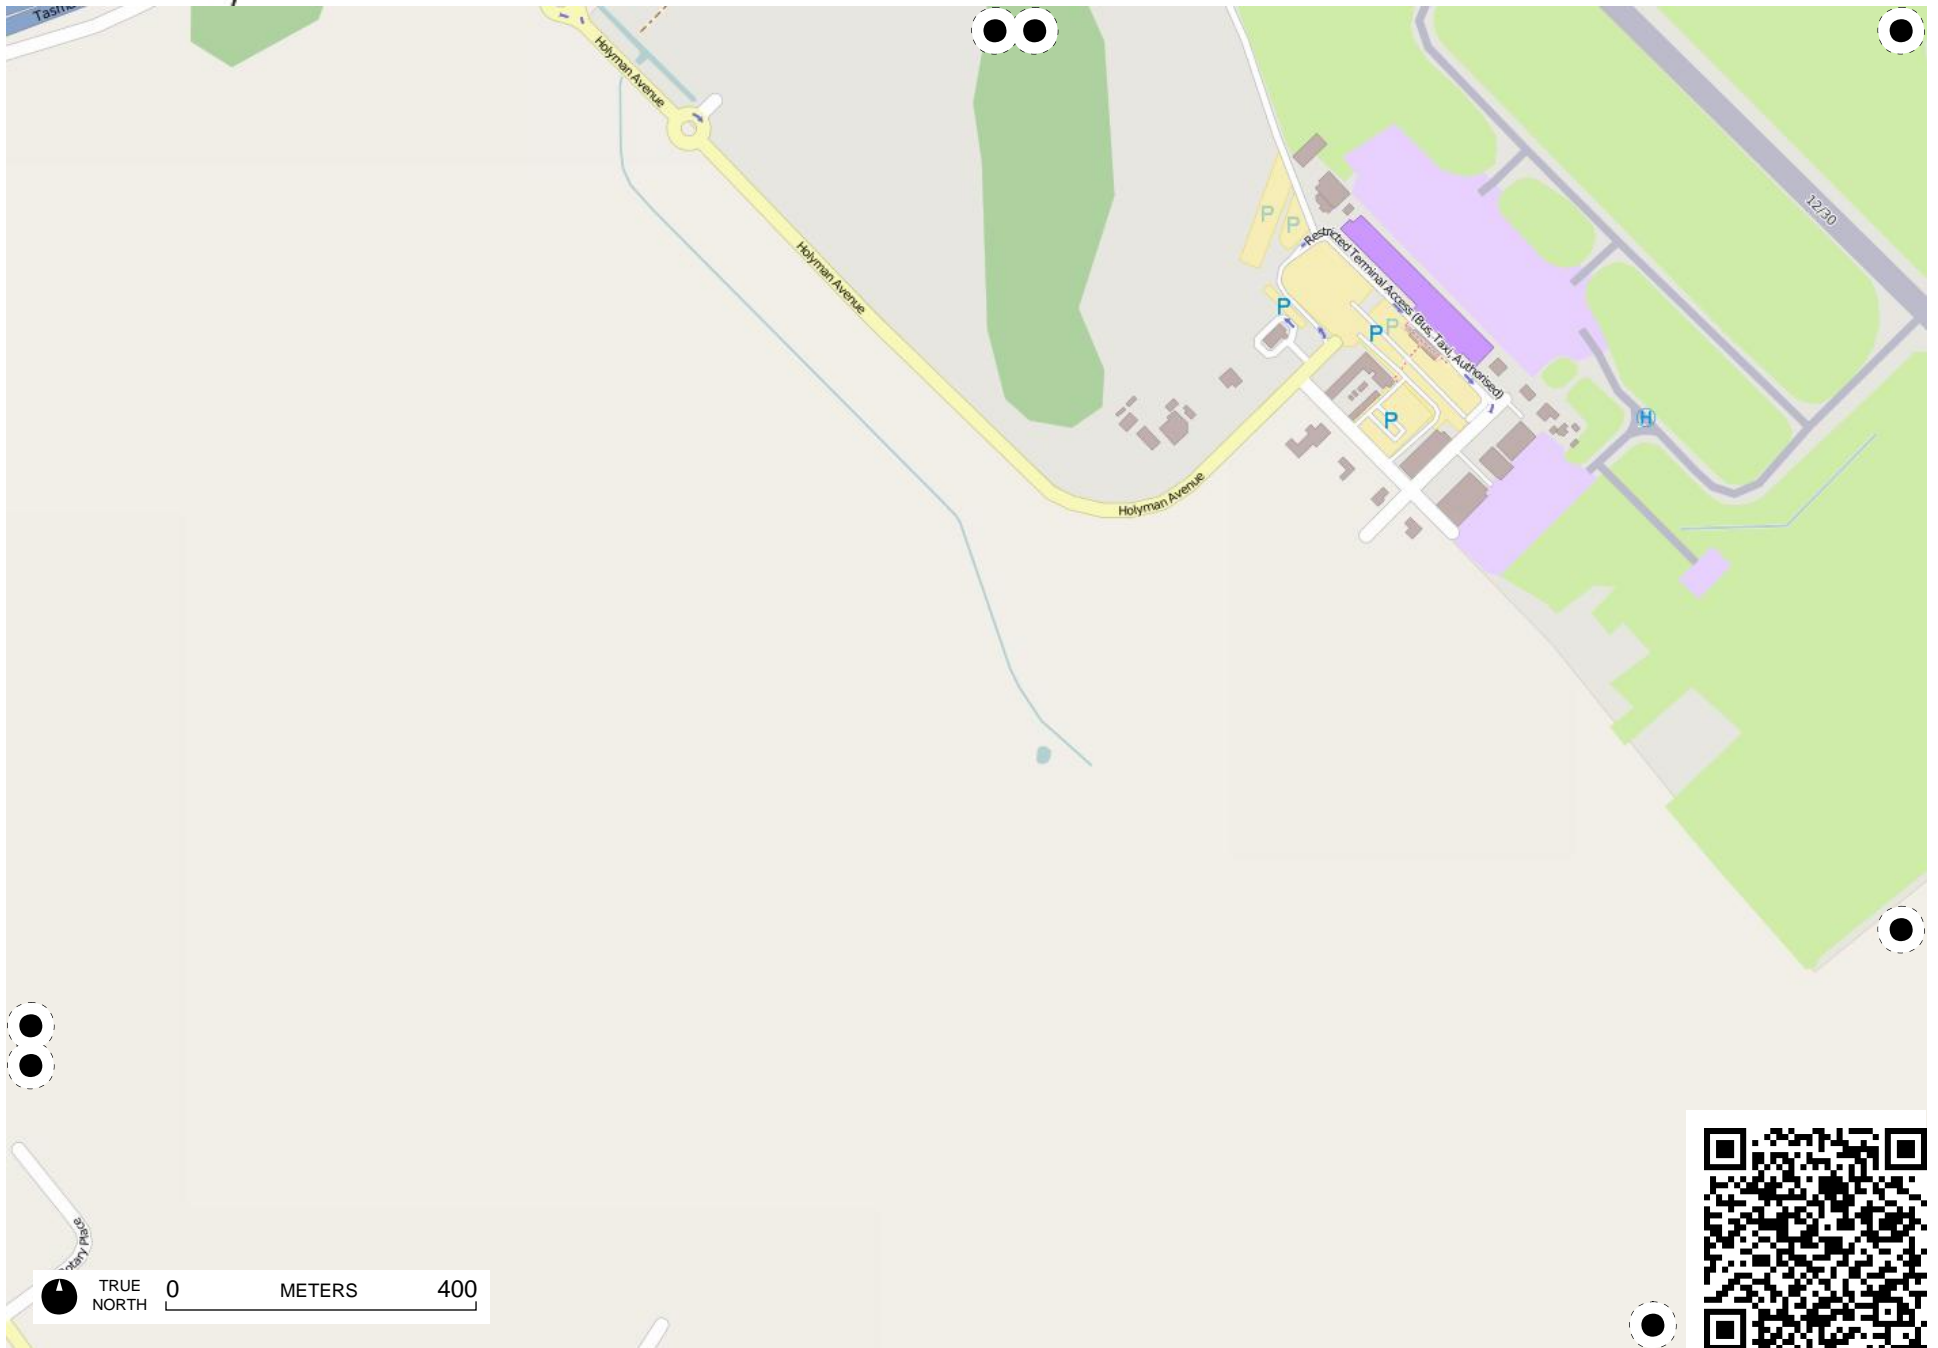 Holyman Avenue
12/30
P
P
Holyman Avenue
Restricted Terminal Access (Bus, Taxi, Authorised)
P
P
P
P
H
Holyman Avenue
TRUE
NORTH
0
METERS
400